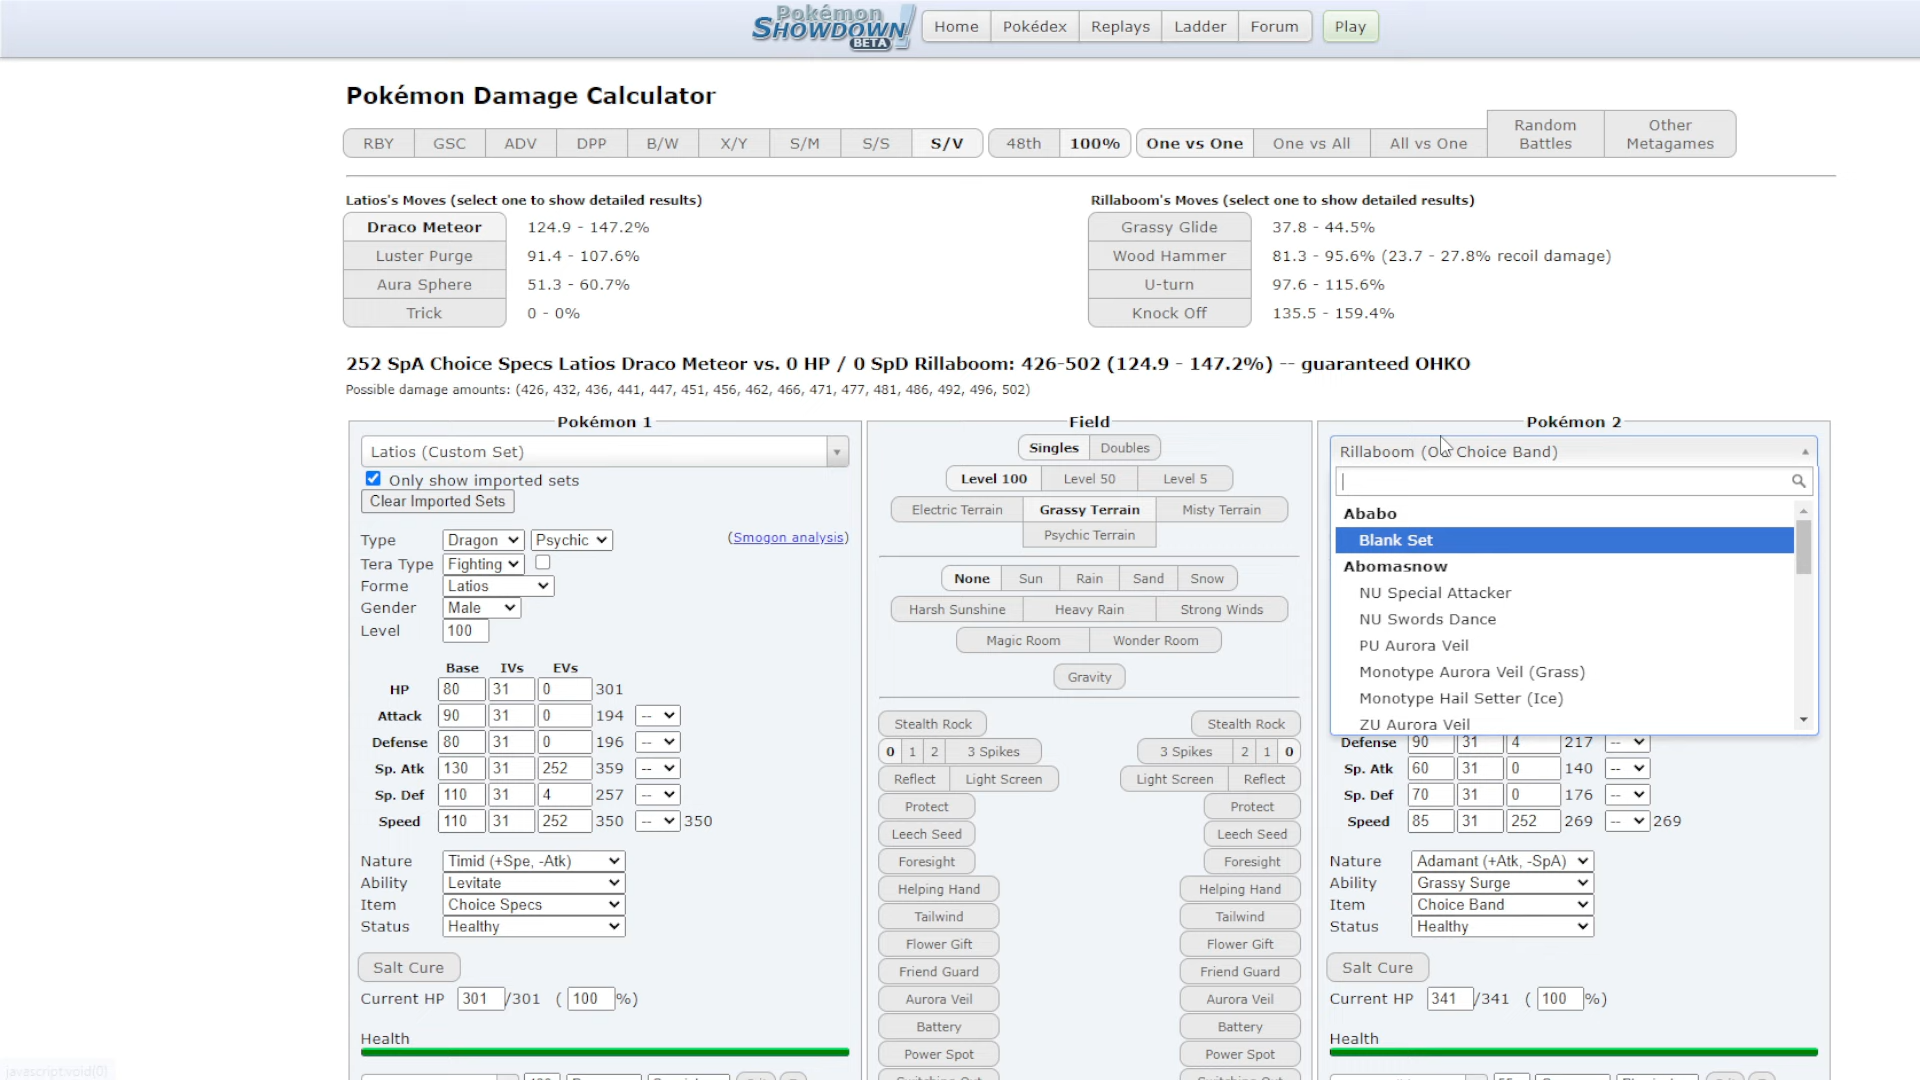 Pokémon
SHOWDOWN!
BETA
Home Pokédex Replays Ladder Forum Play
Pokémon Damage Calculator
RBY GSC ADV DPP B/W X/Y S/M S/S S/V 48th 100% One vs One One vs All All vs One Random Battles Other Metagames
Latios's Moves (select one to show detailed results)
Draco Meteor 124.9 - 147.2%
Luster Purge 91.4 - 107.6%
Aura Sphere 51.3 - 60.7%
Trick 0 - 0%
Rillaboom's Moves (select one to show detailed results)
Grassy Glide 37.8 - 44.5%
Wood Hammer 81.3 - 95.6% (23.7 - 27.8% recoil damage)
U-turn 97.6 - 115.6%
Knock Off 135.5 - 159.4%
252 SpA Choice Specs Latios Draco Meteor vs. 0 HP / 0 SpD Rillaboom: 426-502 (124.9 - 147.2%) -- guaranteed OHKO
Possible damage amounts: (426, 432, 436, 441, 447, 451, 456, 462, 466, 471, 477, 481, 486, 492, 496, 502)
Pokémon 1
Latios (Custom Set)
Only show imported sets
Clear Imported Sets
Type Dragon Psychic (Smogon analysis)
Tera Type Fighting
Forme Latios
Gender Male
Level 100
Base IVs EVs
HP 80 31 0 301
Attack 90 31 0 194 --
Defense 80 31 0 196 --
Sp. Atk 130 31 252 359 --
Sp. Def 110 31 4 257 --
Speed 110 31 252 350 -- 350
Nature Timid (+Spe, -Atk)
Ability Levitate
Item Choice Specs
Status Healthy
Salt Cure
Current HP 301/301 ( 100 %)
Health
Field
Singles Doubles
Level 100 Level 50 Level 5
Electric Terrain Grassy Terrain Misty Terrain
Psychic Terrain
None Sun Rain Sand Snow
Harsh Sunshine Heavy Rain Strong Winds
Magic Room Wonder Room
Gravity
Stealth Rock Stealth Rock
0 1 2 3 Spikes 3 Spikes 2 1 0
Reflect Light Screen Light Screen Reflect
Protect Protect
Leech Seed Leech Seed
Foresight Foresight
Helping Hand Helping Hand
Tailwind Tailwind
Flower Gift Flower Gift
Friend Guard Friend Guard
Aurora Veil Aurora Veil
Battery Battery
Power Spot Power Spot
Switching Out Switching Out
Pokémon 2
Rillaboom Choice Band)
Ababo
Blank Set
Abomasnow
NU Special Attacker
NU Swords Dance
PU Aurora Veil
Monotype Aurora Veil (Grass)
Monotype Hail Setter (Ice)
ZU Aurora Veil
Defense 90 31 4 217 --
Sp. Atk 60 31 0 140 --
Sp. Def 70 31 0 176 --
Speed 85 31 252 269 -- 269
Nature Adamant (+Atk, -SpA)
Ability Grassy Surge
Item Choice Band
Status Healthy
Salt Cure
Current HP 341/341 ( 100 %)
Health
javascript:void(0)